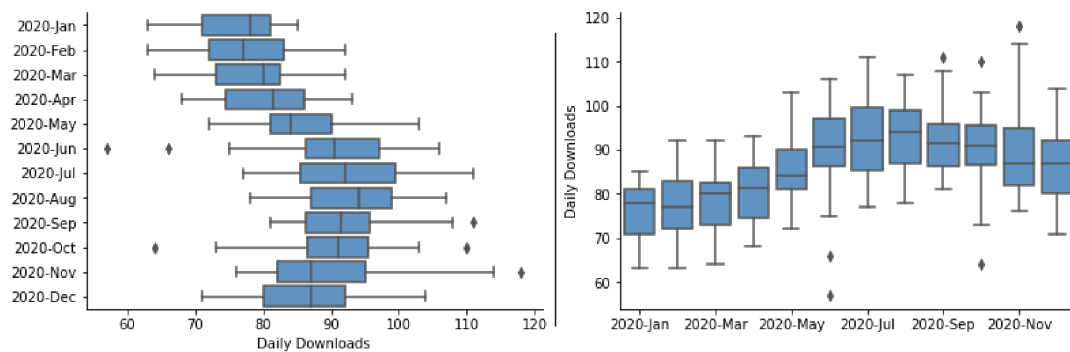 2020-Jan
2020-Feb
2020-Mar
2020-Apr
2020-May
2020-Jun
2020-Jul
2020-Aug
2020-Sep
2020-Oct
2020-Nov
2020-Dec
60 70 80 90 100 110 120
Daily Downloads
Daily Downloads
120
110
100
90
80
70
60
2020-Jan 2020-Mar 2020-May 2020-Jul 2020-Sep 2020-Nov